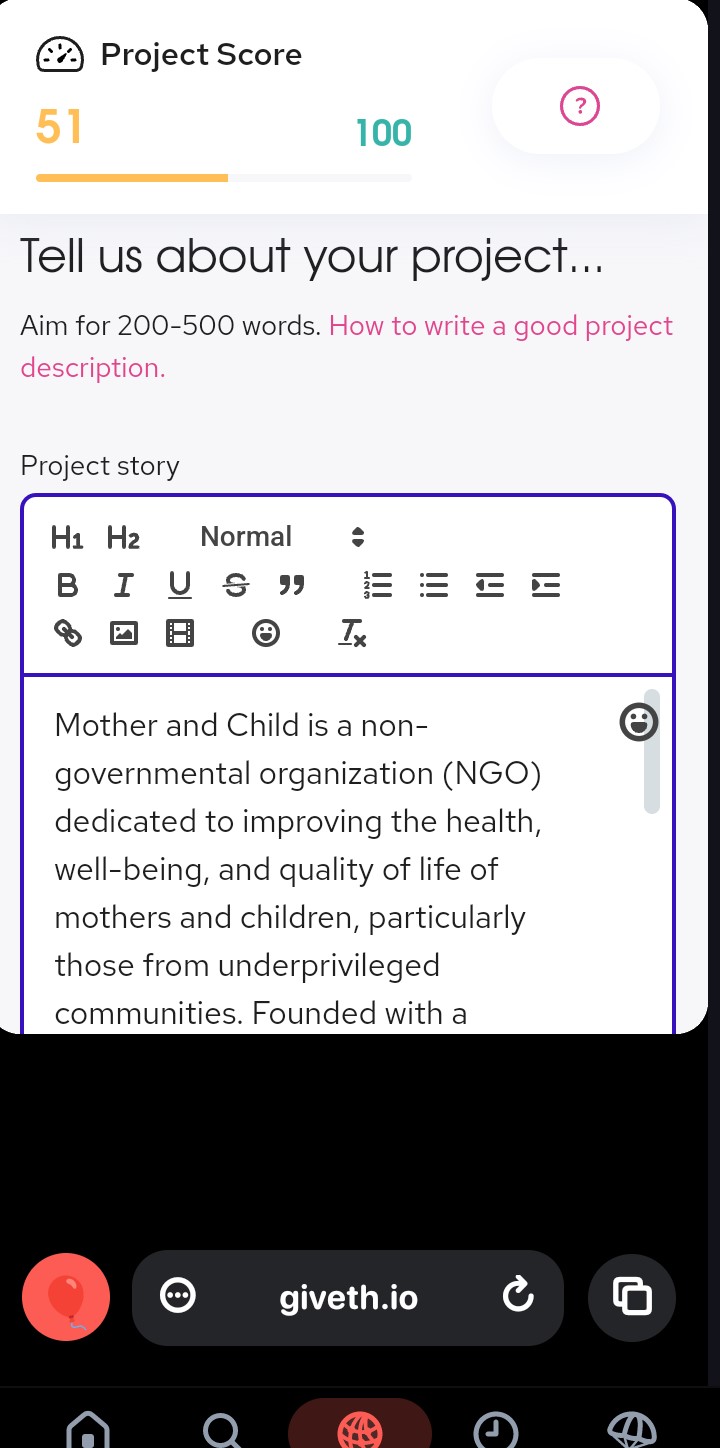 Project Score
51
100
?
Tell us about your project...
Aim for 200-500 words. How to write a good project
description.
Project story
H1 H2 Normal
B I U S
Mother and Child is a non-
governmental organization (NGO)
dedicated to improving the health,
well-being, and quality of life of
mothers and children, particularly
those from underprivileged
communities. Founded with a
giveth.io